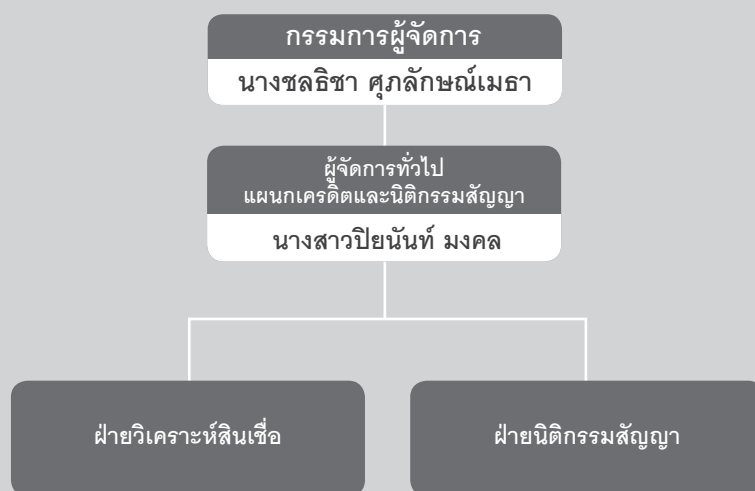 กรรมการผู้จัดการ
นางชลธิชา ศุภลักษณ์เมธา
ผู้จัดการทั่วไป
แผนกเครดิตและนิติกรรมสัญญา
นางสาวปิยนันท์ มงคล
ฝ่ายวิเคราะห์สินเชื่อ
ฝ่ายนิติกรรมสัญญา